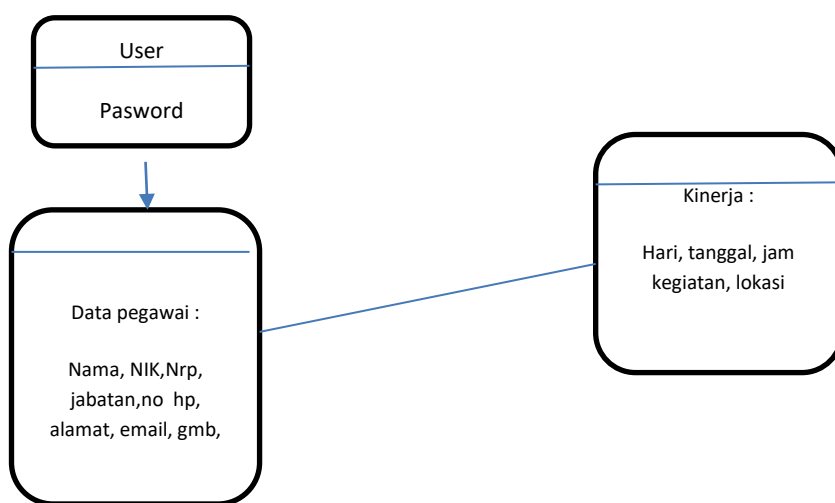 User
Pasword
Data pegawai :
Nama, NIK,Nrp,
jabatan,no hp,
alamat, email, gmb,
Kinerja :
Hari, tanggal, jam
kegiatan, lokasi